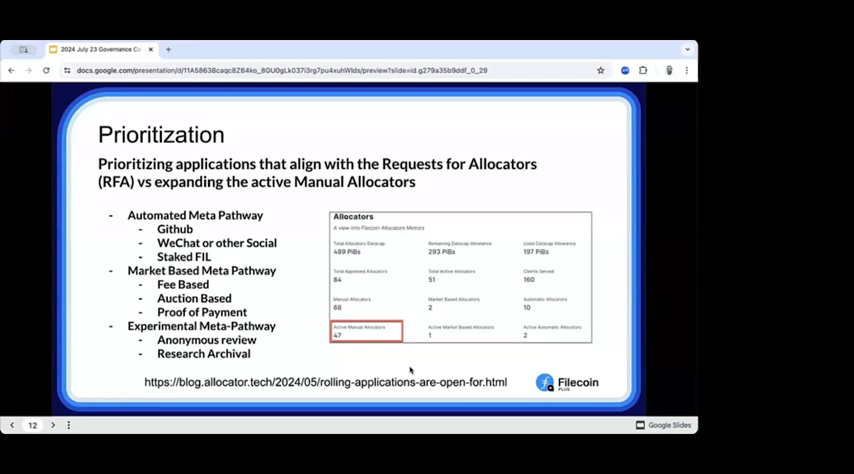 2024 July 23 Governance Ca
docs.google.com/presentation/d/11A5863Bcaqc8Z64ko_8GU0gLk037i3rg7pu4xuhWIds/preview?slide=id.g279a35b9ddf_0_29
Prioritization
Prioritizing applications that align with the Requests for Allocators
(RFA) vs expanding the active Manual Allocators
- Automated Meta Pathway
- Github
- WeChat or other Social
- Staked FIL
- Market Based Meta Pathway
- Fee Based
- Auction Based
- Proof of Payment
- Experimental Meta-Pathway
- Anonymous review
- Research Archival
Allocators
A view into Filecoin Allocators Metrics
Total Allocators Datacap Remaining Datacap Allowance Used Datacap Allowance
489 PiBs 293 PiBs 197 PiBs
Total Approved Allocators Total Active Allocators Clients Served
84 51 160
Manual Allocators Market Based Allocators Automatic Allocators
68 2 10
Active Manual Allocators Active Market Based Allocators Active Automatic Allocators
47 1 2
https://blog.allocator.tech/2024/05/rolling-applications-are-open-for.html
Filecoin
PLUS
12
Google Slides